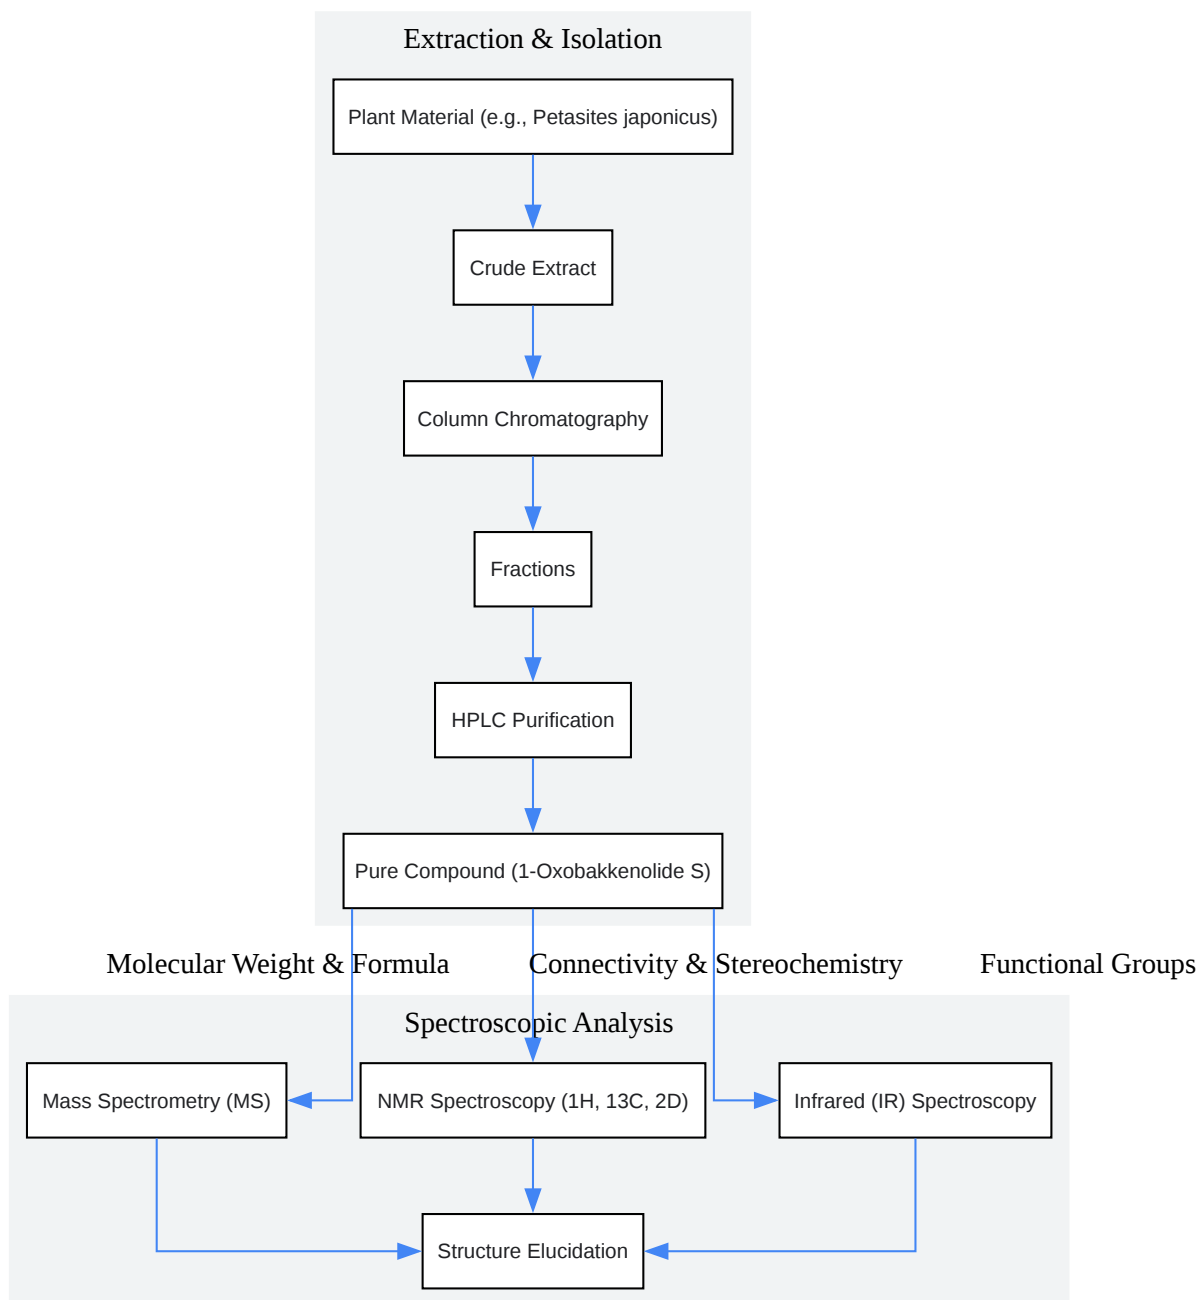 Extraction & Isolation
Plant Material (e.g., Petasites japonicus)
Crude Extract
Column Chromatography
Fractions
HPLC Purification
Pure Compound (1-Oxobakkenolide S)
Molecular Weight & Formula
Connectivity & Stereochemistry
Functional Groups
Spectroscopic Analysis
Mass Spectrometry (MS)
NMR Spectroscopy (1H, 13C, 2D)
Infrared (IR) Spectroscopy
Structure Elucidation